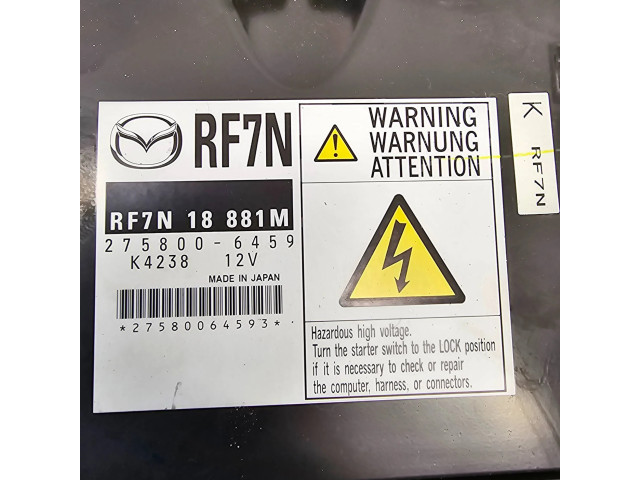 RF7N
RF7N 18 881M
275800-6459
K4238 12V
MADE IN JAPAN
*27580064593*
WARNING
WARNUNG
ATTENTION
Hazardous high voltage.
Turn the starter switch to the LOCK position
if it is necessary to check or repair
the computer, harness, or connectors.
K RF7N